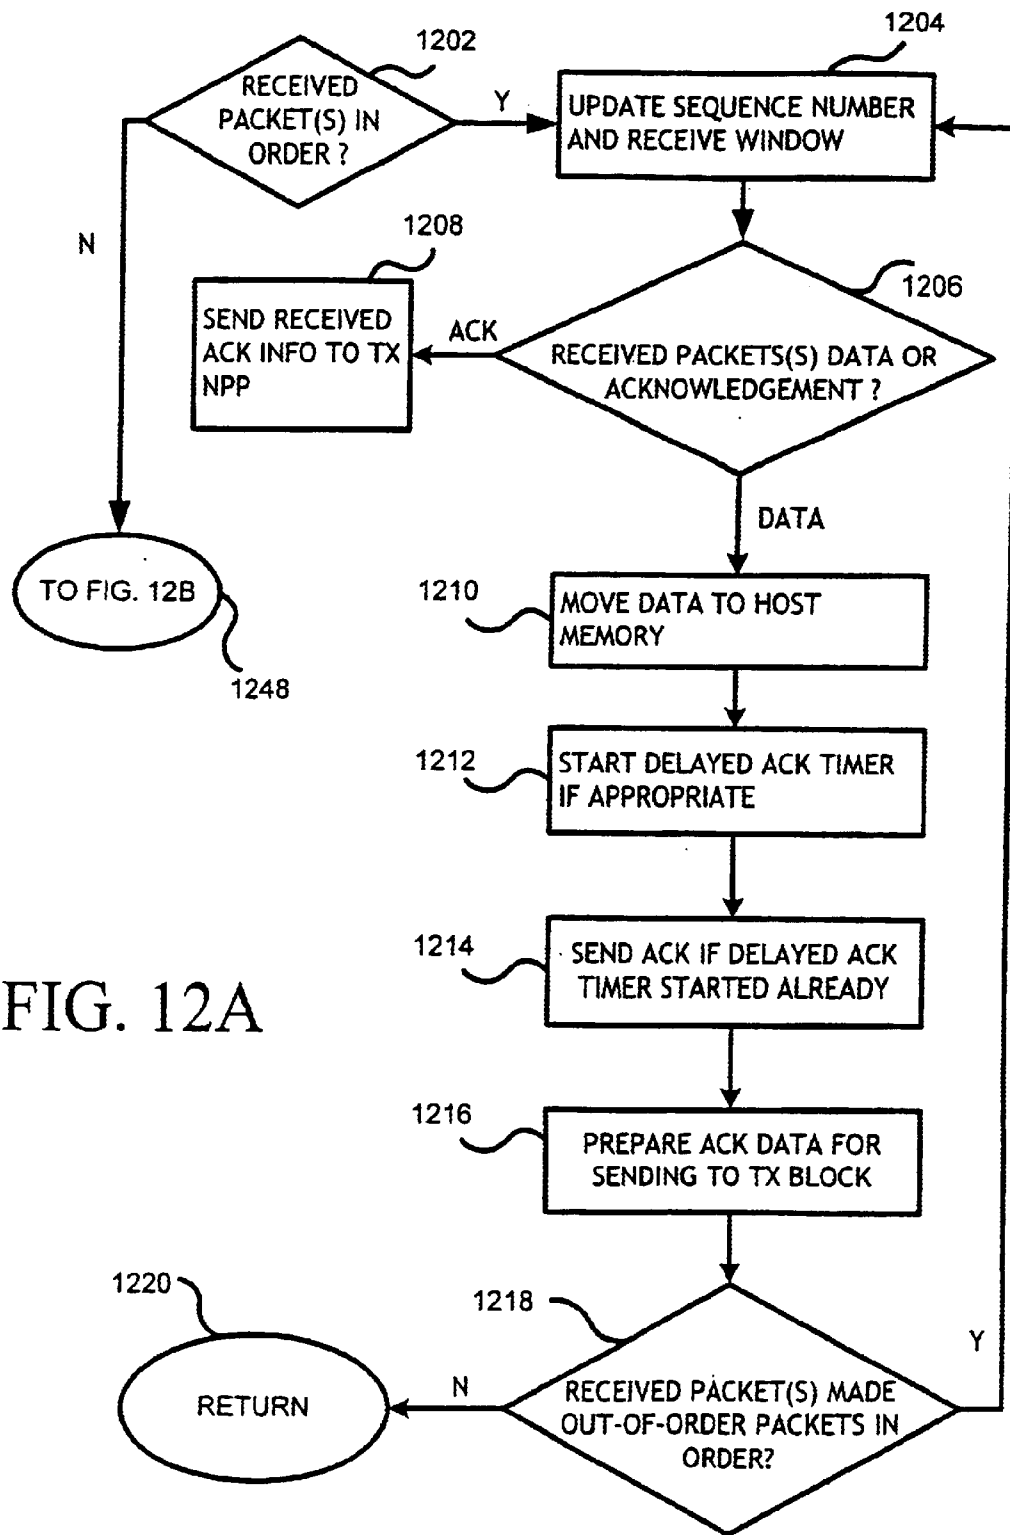 1202
1204
RECEIVED
PACKET(S) IN
ORDER ?
Y
UPDATE SEQUENCE NUMBER
AND RECEIVE WINDOW
N
1208
1206
SEND RECEIVED
ACK INFO TO TX
NPP
ACK
RECEIVED PACKETS(S) DATA OR
ACKNOWLEDGEMENT ?
DATA
TO FIG. 12B
1248
1210
MOVE DATA TO HOST
MEMORY
1212
START DELAYED ACK TIMER
IF APPROPRIATE
1214
SEND ACK IF DELAYED ACK
TIMER STARTED ALREADY
FIG. 12A
1216
PREPARE ACK DATA FOR
SENDING TO TX BLOCK
1220
1218
RETURN
N
RECEIVED PACKET(S) MADE
OUT-OF-ORDER PACKETS IN
ORDER?
Y